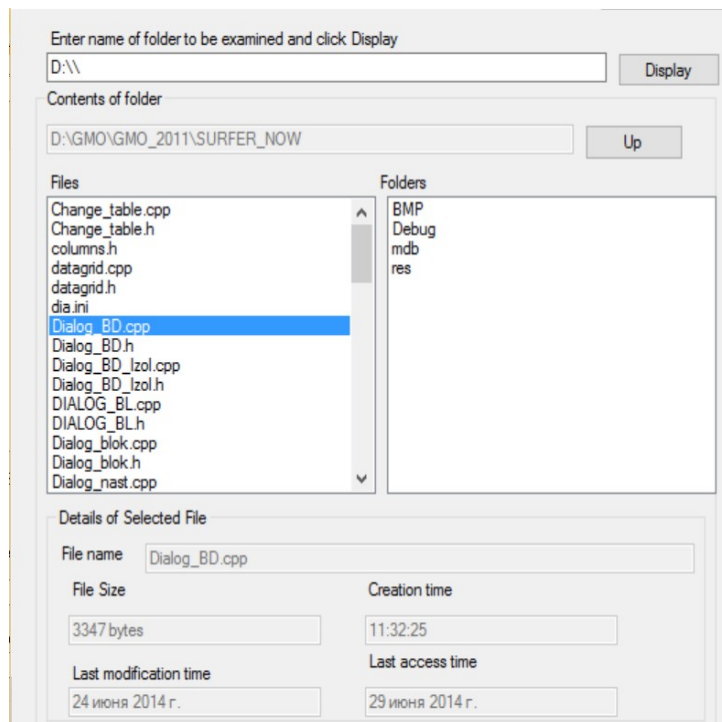 Enter name of folder to be examined and click Display
D:\\
Display
Contents of folder
D:\GMO\GMO_2011\SURFER_NOW
Up
Files
Folders
Change_table.cpp
Change_table.h
columns.h
datagrid.cpp
datagrid.h
dia.ini
Dialog_BD.cpp
Dialog_BD.h
Dialog_BD_Izol.cpp
Dialog_BD_Izol.h
DIALOG_BL.cpp
DIALOG_BL.h
Dialog_blok.cpp
Dialog_blok.h
Dialog_nast.cpp
BMP
Debug
mdb
res
Details of Selected File
File name
Dialog_BD.cpp
File Size
Creation time
3347 bytes
11:32:25
Last modification time
Last access time
24 июня 2014 г.
29 июня 2014 г.